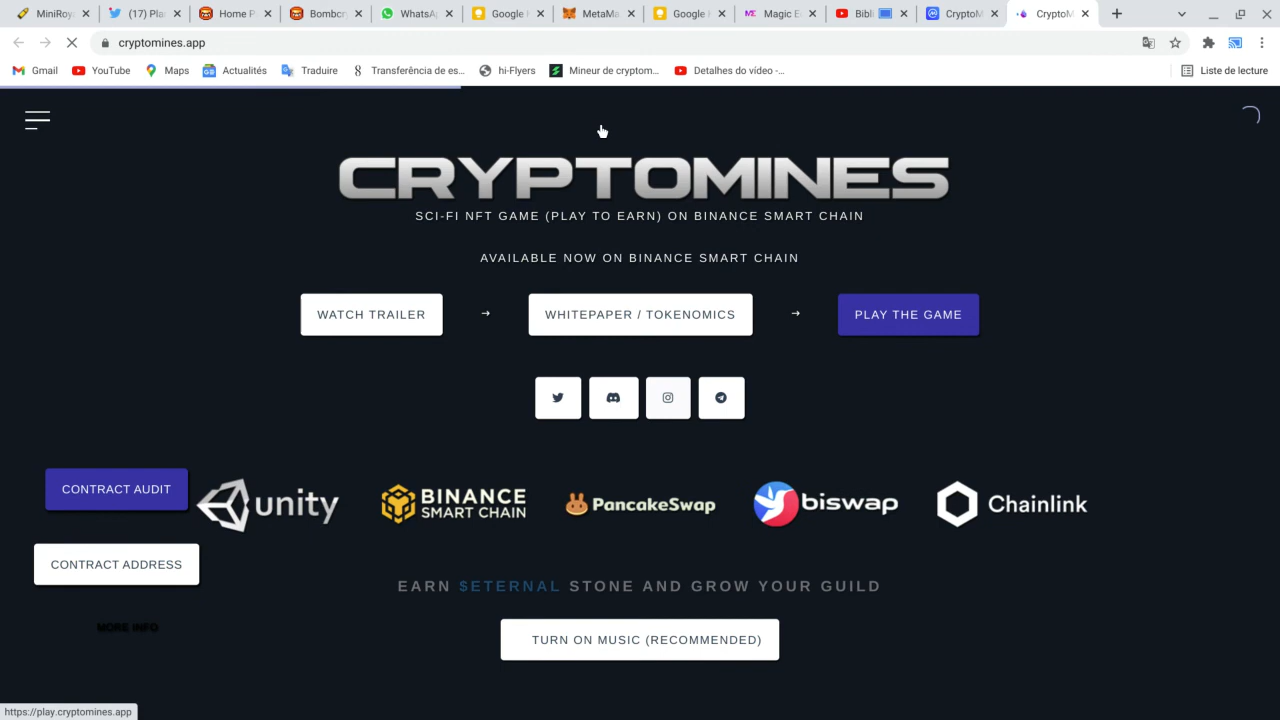 MiniRoy
(17) Pla
Home P
Bombcr
WhatsA
Google
MetaMa
Google
Magic E
Bibl
CryptoM
CryptoM
cryptomines.app
Gmail
YouTube
Maps
Actualités
Traduire
Transferência de es...
hi-Flyers
Mineur de cryptom...
Detalhes do vídeo -...
Liste de lecture
CRYPTOMINES
SCI-FI NFT GAME (PLAY TO EARN) ON BINANCE SMART CHAIN
AVAILABLE NOW ON BINANCE SMART CHAIN
WATCH TRAILER → WHITEPAPER / TOKENOMICS → PLAY THE GAME
CONTRACT AUDIT
unity
BINANCE
SMART CHAIN
PancakeSwap
biswap
Chainlink
CONTRACT ADDRESS
EARN $ETERNAL STONE AND GROW YOUR GUILD
MORE INFO
TURN ON MUSIC (RECOMMENDED)
https://play.cryptomines.app